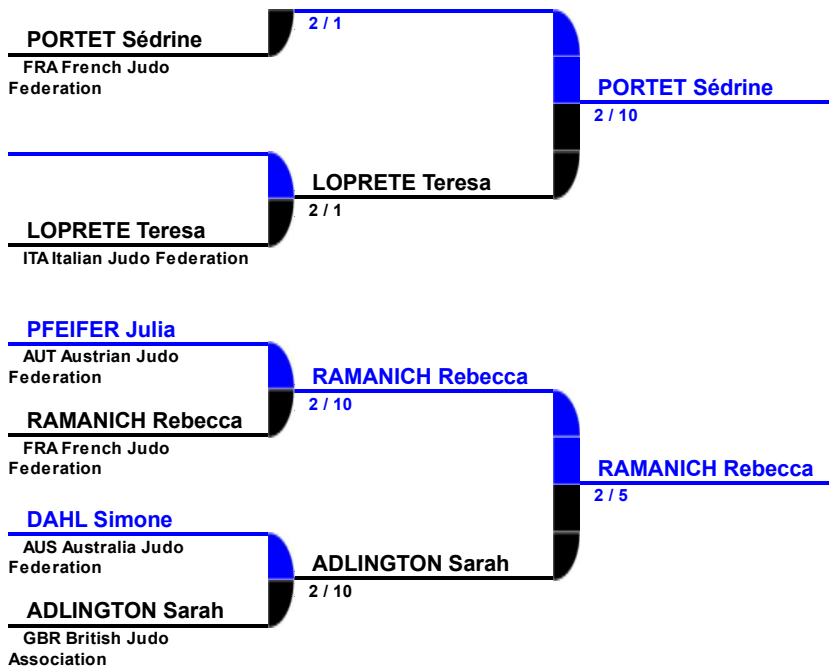 2 / 1
PORTET Sédrine
FRA French Judo
Federation
PORTET Sédrine
2 / 10
LOPRETE Teresa
2 / 1
LOPRETE Teresa
ITA Italian Judo Federation
PFEIFER Julia
AUT Austrian Judo
Federation
RAMANICH Rebecca
2 / 10
RAMANICH Rebecca
FRA French Judo
Federation
RAMANICH Rebecca
2 / 5
DAHL Simone
AUS Australia Judo
Federation
ADLINGTON Sarah
2 / 10
ADLINGTON Sarah
GBR British Judo
Association